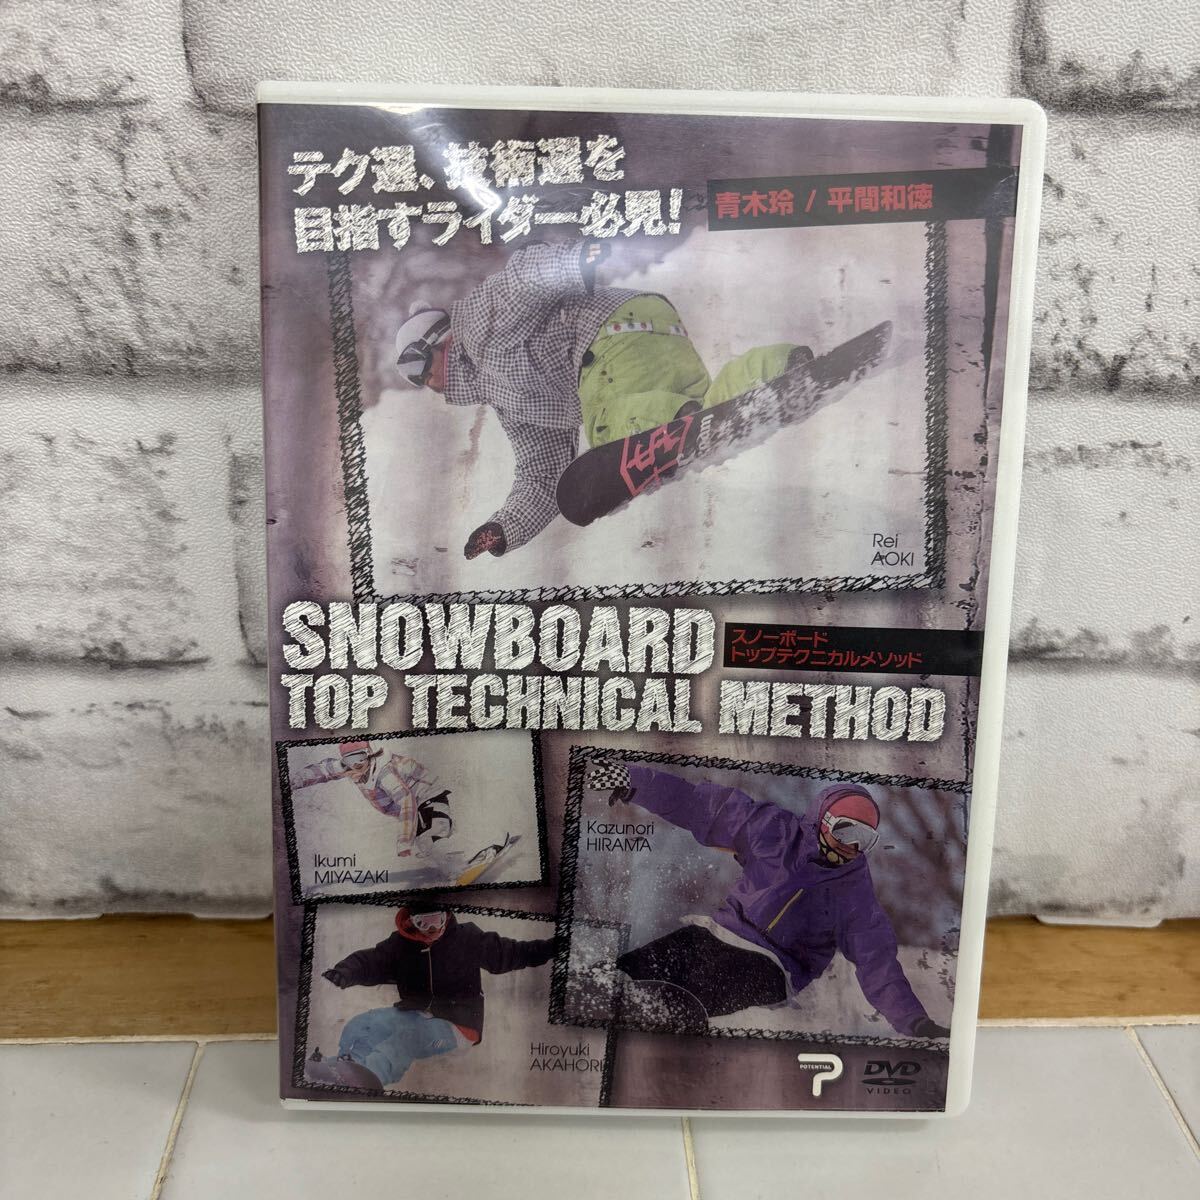 テク選、技術選を
目指すライダー必見!
青木玲 / 平間和徳
Rei
AOKI
SNOWBOARD
スノーボード
トップテクニカルメソッド
TOP TECHNICAL METHOD
Ikumi
MIYAZAKI
Kazunori
HIRAMA
Hiroyuki
AKAHORI
POTENTIAL
DVD
VIDEO